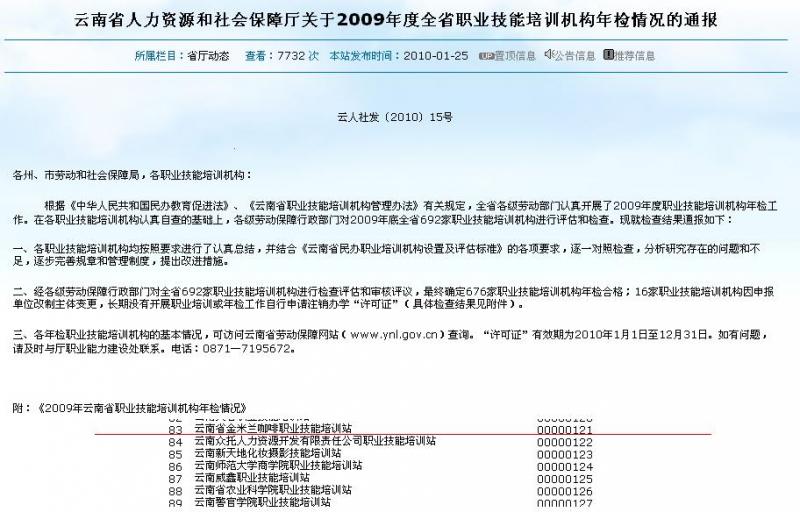 云南省人力资源和社会保障厅关于2009年度全省职业技能培训机构年检情况的通报
所属栏目：省厅动态 查看：7732 次 本站发布时间：2010-01-25 UP置顶信息 公告信息 推荐信息
云人社发〔2010〕15号
各州、市劳动和社会保障局，各职业技能培训机构：
根据《中华人民共和国民办教育促进法》、《云南省职业技能培训机构管理办法》有关规定，全省各级劳动部门认真开展了2009年度职业技能培训机构年检工
作。在各职业技能培训机构认真自查的基础上，各级劳动保障行政部门对2009年底全省692家职业技能培训机构进行评估和检查。现就检查结果通报如下：
一、各职业技能培训机构均按照要求进行了认真总结，并结合《云南省民办职业培训机构设置及评估标准》的各项要求，逐一对照检查，分析研究存在的问题和不
足，逐步完善规章和管理制度，提出改进措施。
二、经各级劳动保障行政部门对全省692家职业技能培训机构进行检查评估和审核评议，最终确定676家职业技能培训机构年检合格；16家职业技能培训机构因申报
单位改制主体变更，长期没有开展职业培训或年检工作自行申请注销办学“许可证”（具体检查结果见附件）。
三、各年检职业技能培训机构的基本情况，可访问云南省劳动保障网站（www.ynl.gov.cn）查询。“许可证”有效期为2010年1月1日至12月31日。如有问题，
请及时与厅职业能力建设处联系。电话：0871—7195672。
附：《2009年云南省职业技能培训机构年检情况》
83 云南省金米兰咖啡职业技能培训站 00000121
84 云南众托人力资源开发有限责任公司职业技能培训站 00000122
85 云南新天地化妆摄影技能培训站 00000123
86 云南师范大学商学院职业技能培训站 00000124
87 云南威鑫职业技能培训站 00000125
88 云南省农业科学院职业技能培训站 00000126
89 云南警官学院职业技能培训站 00000127